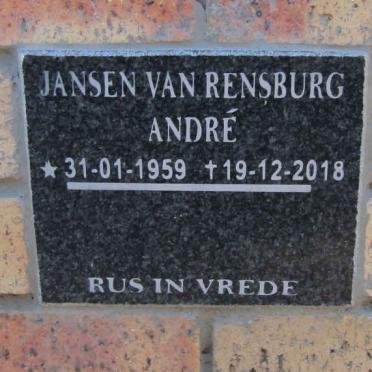 JANSEN VAN RENSBURG
ANDRÉ
★ 31-01-1959 ✝ 19-12-2018
RUS IN VREDE